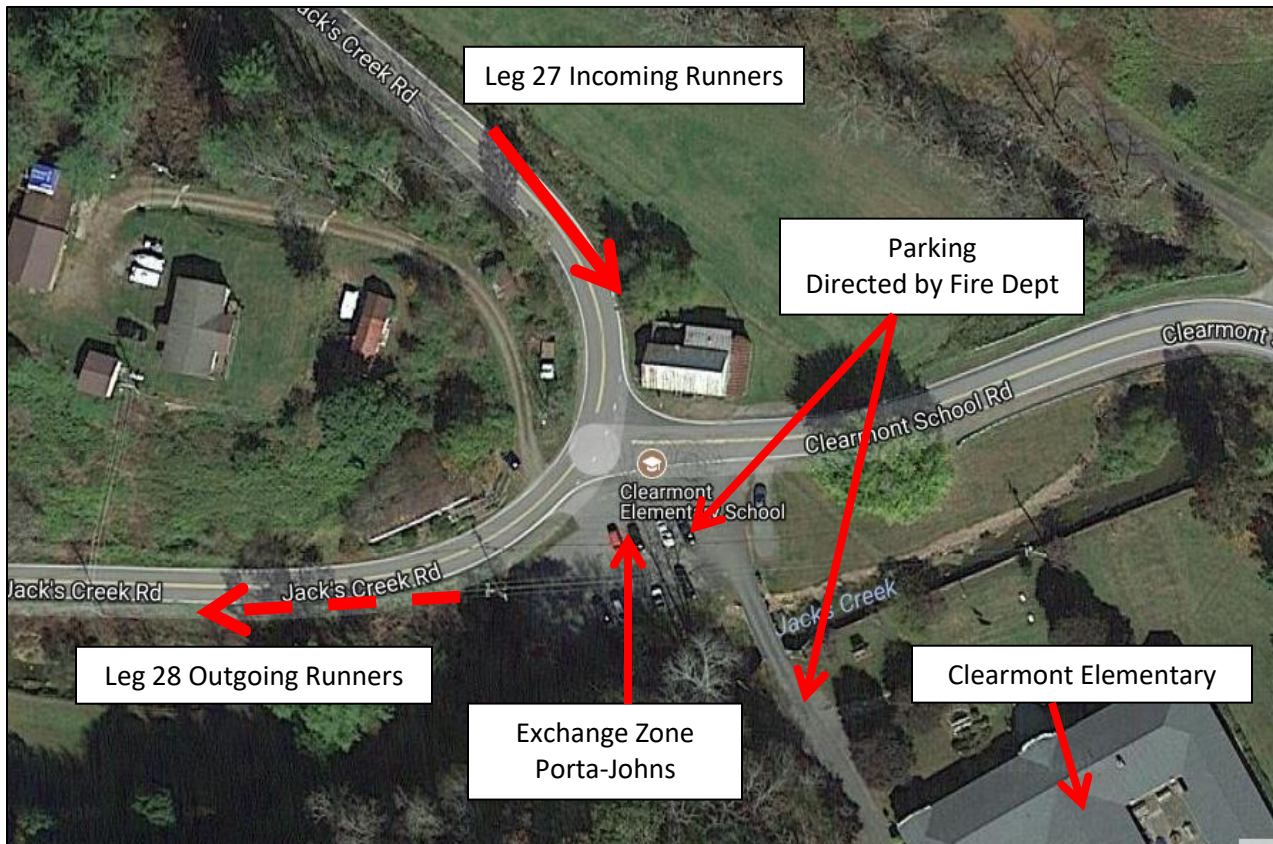 Jack's Creek Rd
Leg 27 Incoming Runners
Parking
Directed by Fire Dept
Clearmont
Clearmont School Rd
Clearmont
Elementary School
Jack's Creek Rd
Jack's Creek Rd
Jack's Creek
Leg 28 Outgoing Runners
Clearmont Elementary
Exchange Zone
Porta-Johns